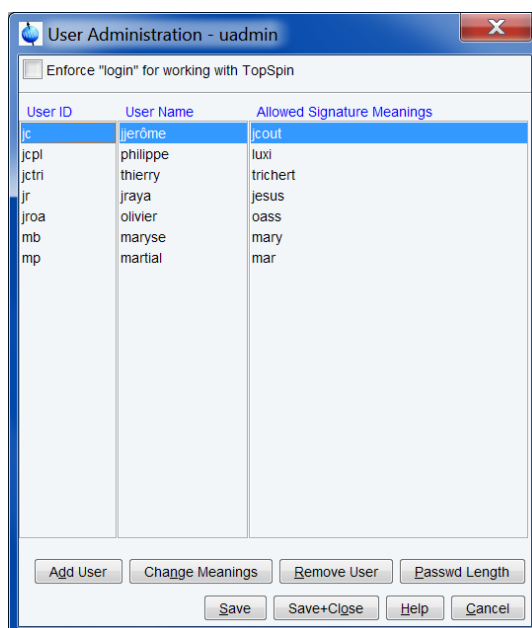 User Administration - uadmin
Enforce "login" for working with TopSpin
User ID User Name Allowed Signature Meanings
jc jjerôme jcout
jcpl philippe luxi
jctri thierry trichert
jr jraya jesus
jroa olivier oass
mb maryse mary
mp martial mar
Add User Change Meanings Remove User Passwd Length
Save Save+Close Help Cancel